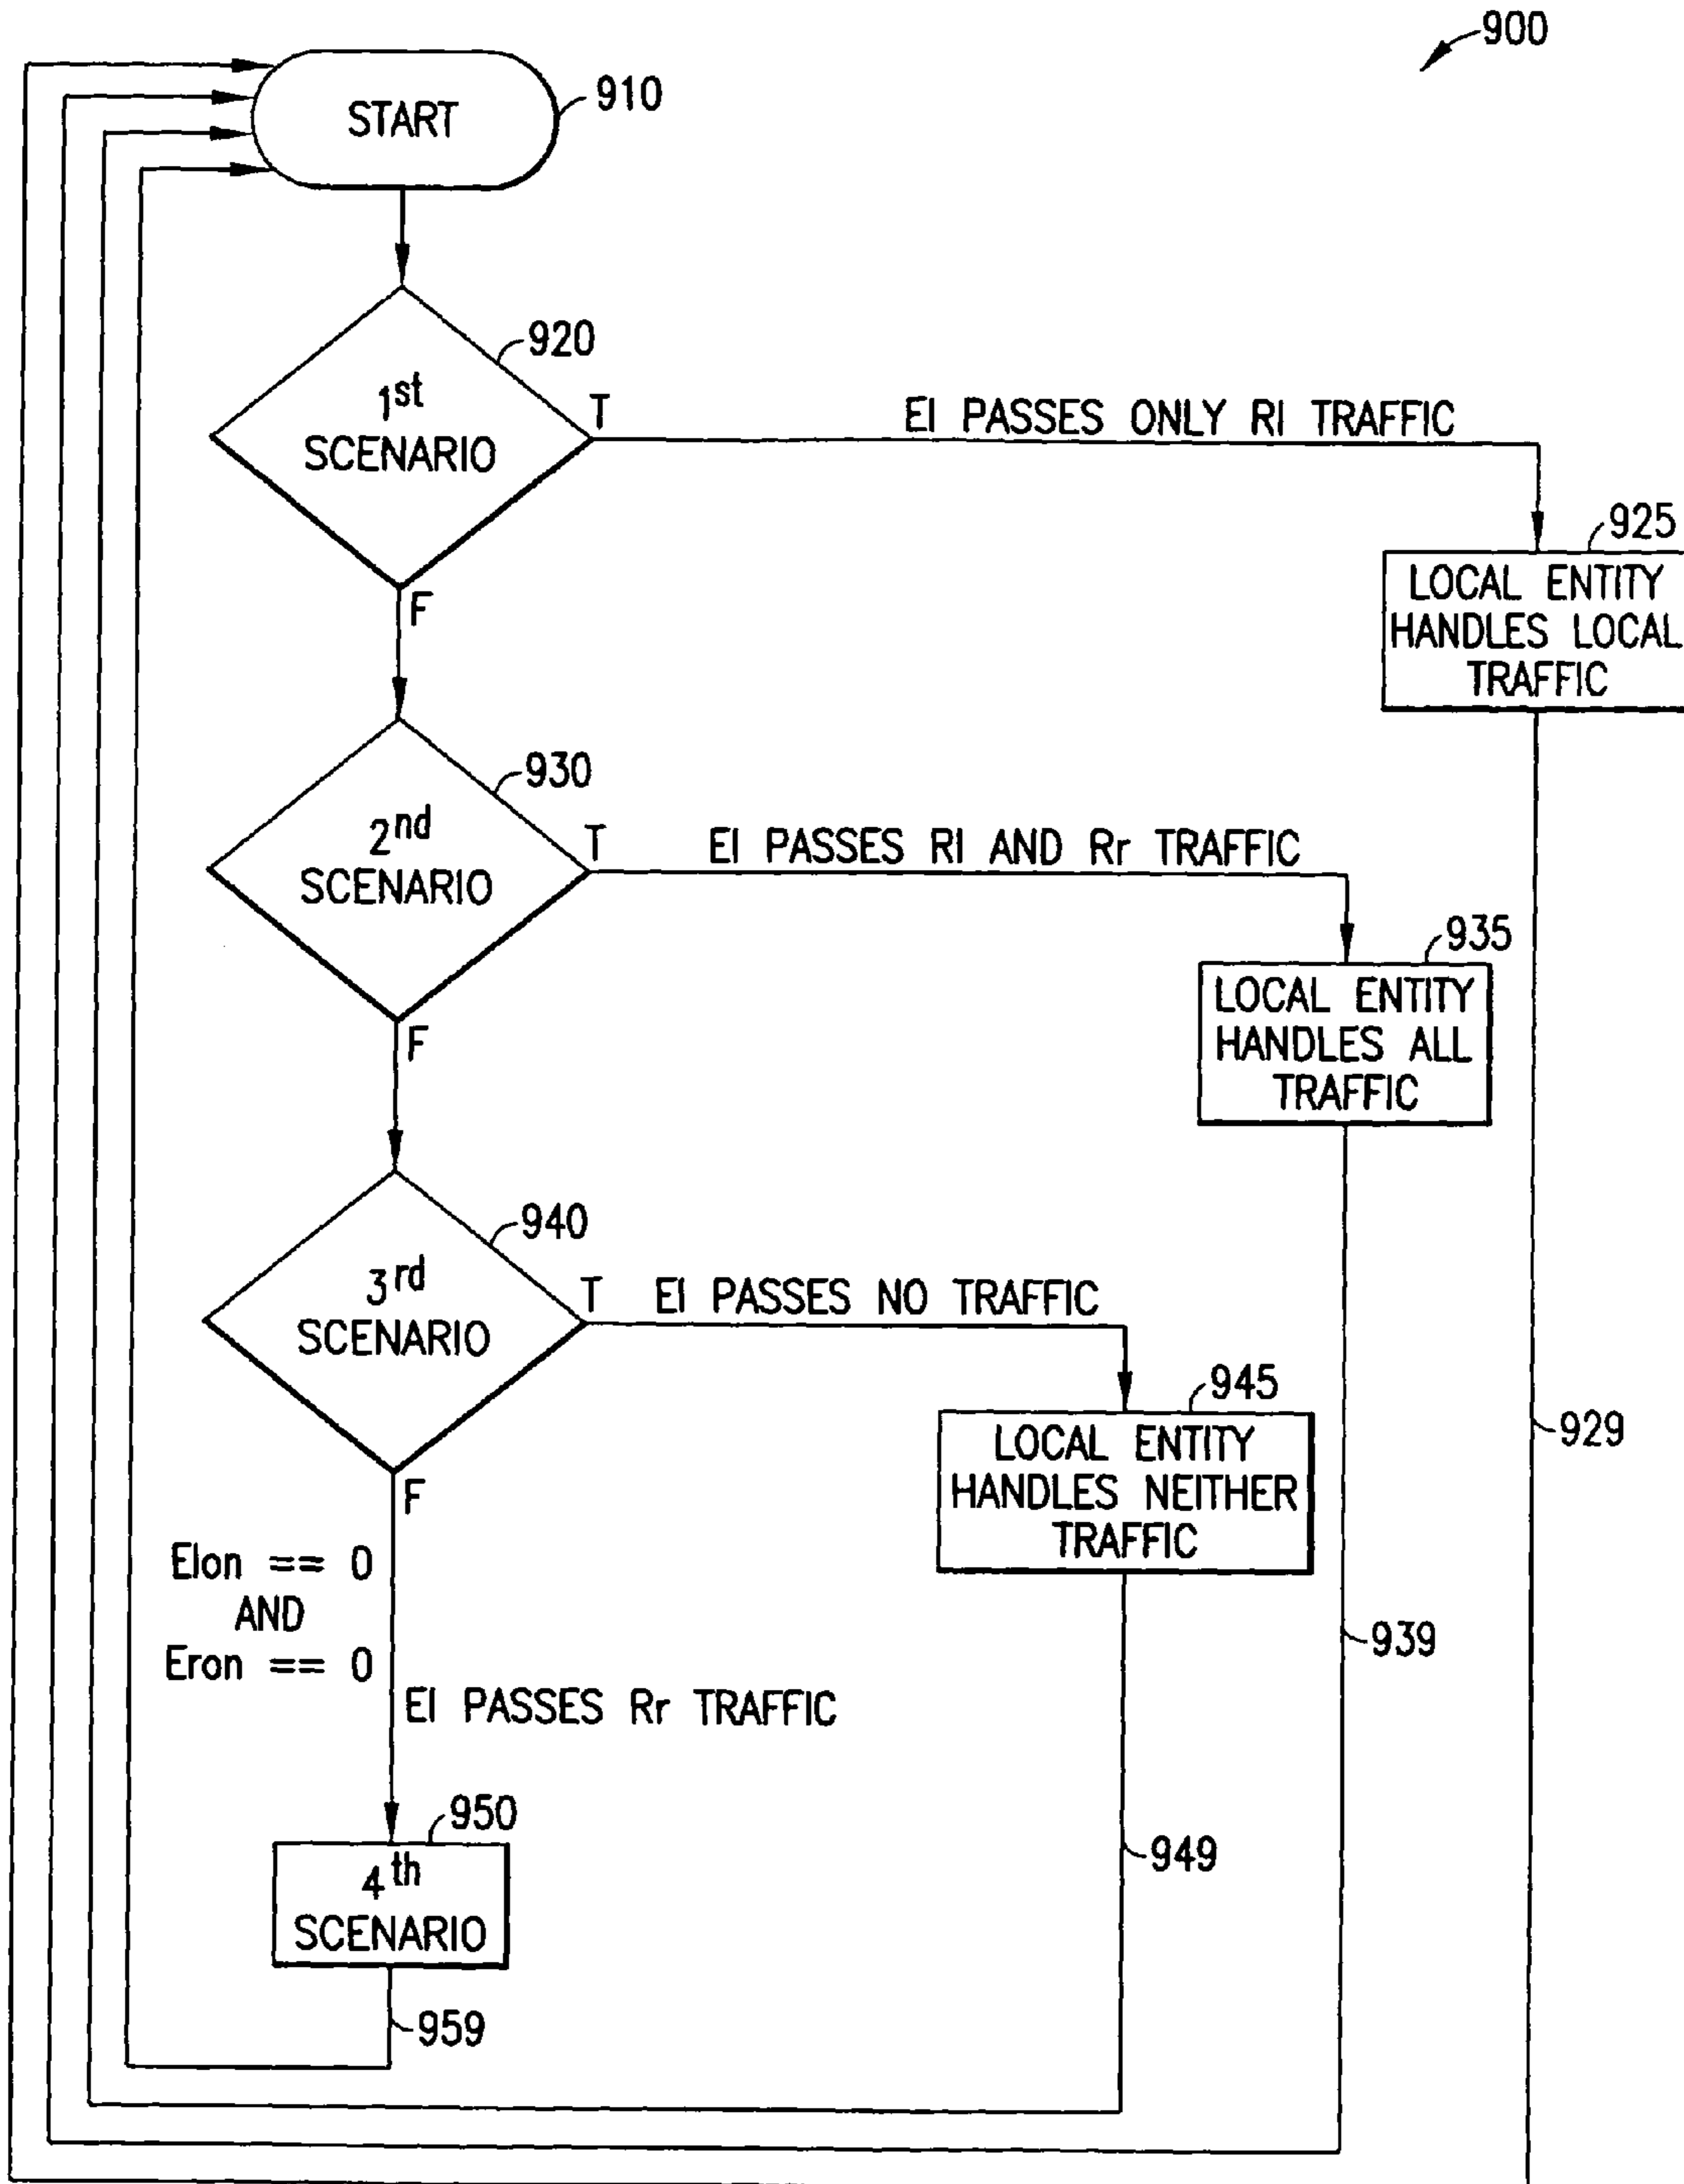 900
START
910
920
1st
SCENARIO
T
EI PASSES ONLY RI TRAFFIC
F
925
LOCAL ENTITY
HANDLES LOCAL
TRAFFIC
930
2nd
SCENARIO
T
EI PASSES RI AND Rr TRAFFIC
F
935
LOCAL ENTITY
HANDLES ALL
TRAFFIC
940
3rd
SCENARIO
T
EI PASSES NO TRAFFIC
F
945
LOCAL ENTITY
HANDLES NEITHER
TRAFFIC
929
939
949
Elon == 0
AND
Eron == 0
EI PASSES Rr TRAFFIC
950
4th
SCENARIO
959